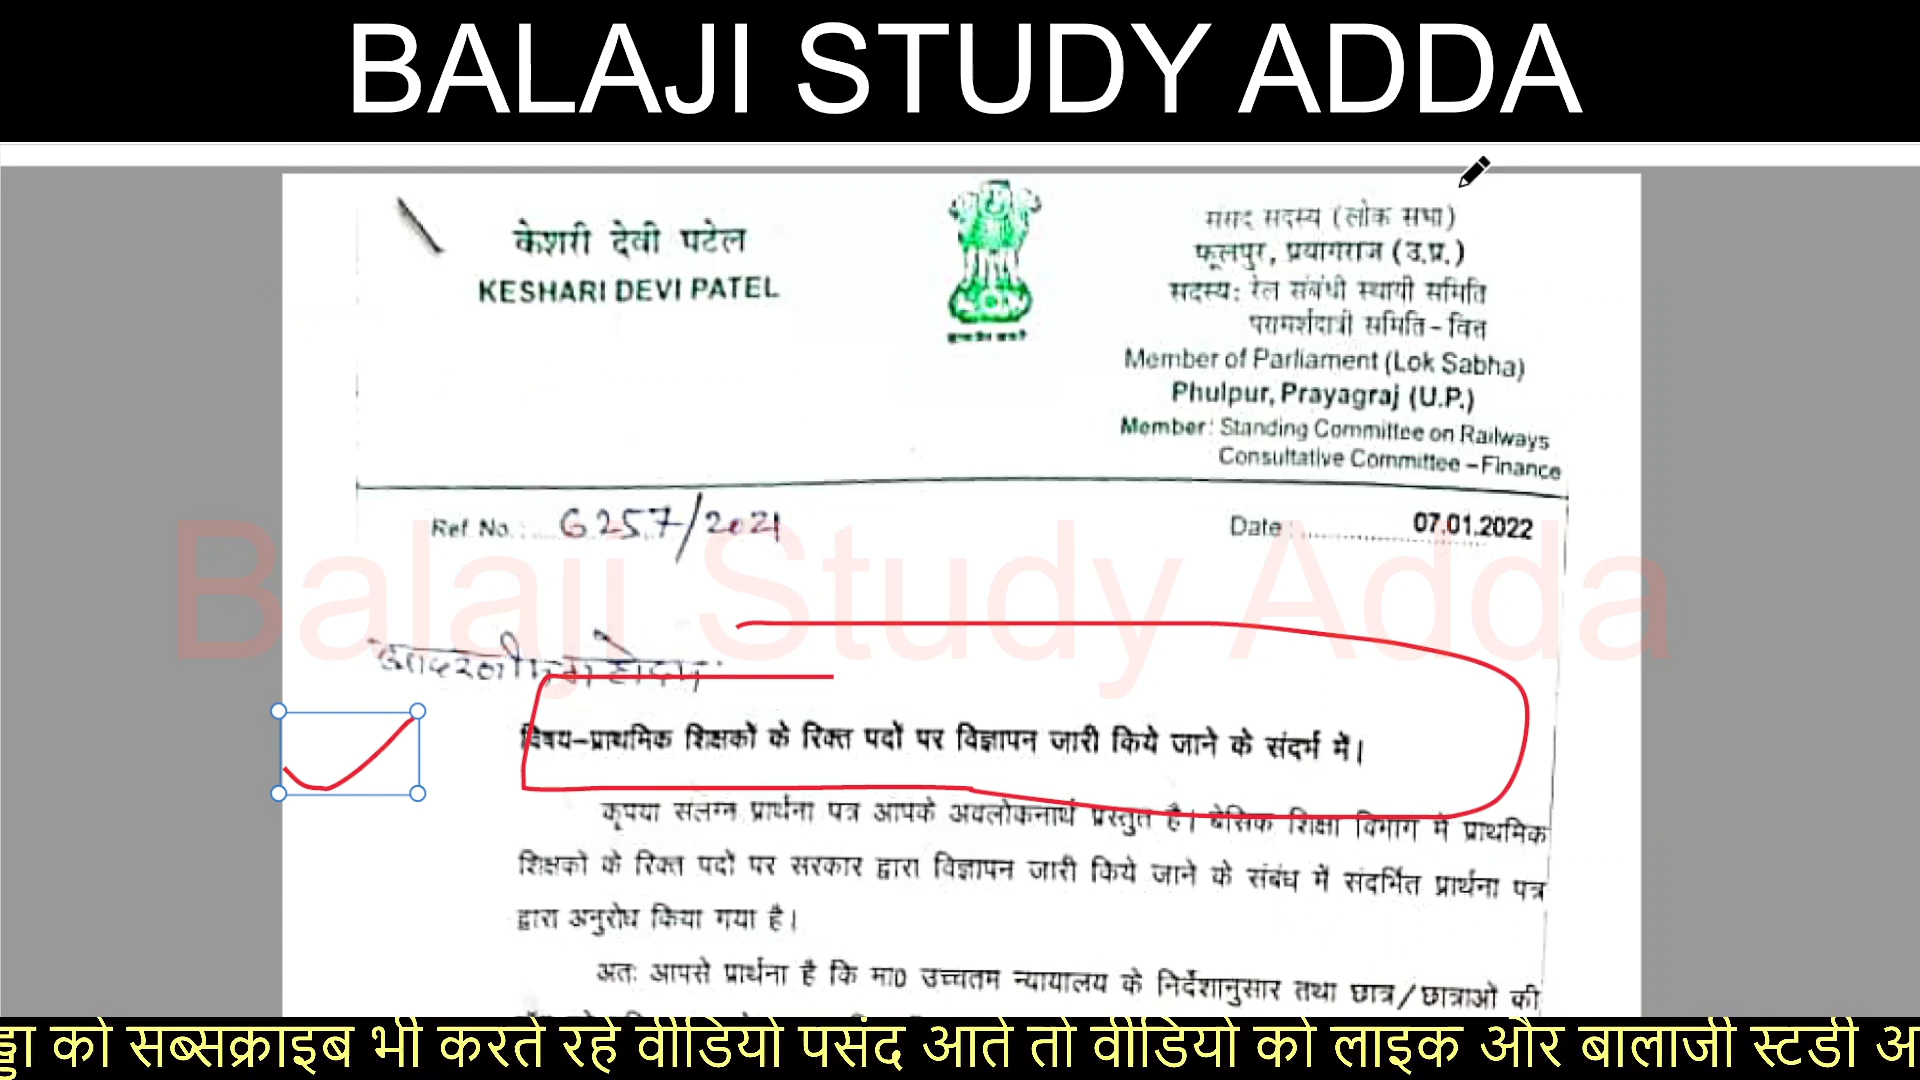 BALAJI STUDY ADDA
केशरी देवी पटेल
KESHARI DEVI PATEL
संसद सदस्य (लोक सभा)
फूलपुर, प्रयागराज (उ.प्र.)
सदस्य: रेल संबंधी स्थायी समिति
परामर्शदात्री समिति - वित्त
Member of Parliament (Lok Sabha)
Phulpur, Prayagraj (U.P.)
Member: Standing Committee on Railways
Consultative Committee - Finance
Ref. No.: 6257/2021 Date: 07.01.2022
Balaji Study Adda
विषय-प्राथमिक शिक्षकों के रिक्त पदों पर विज्ञापन जारी किये जाने के संदर्भ में।
कृपया संलग्न प्रार्थना पत्र आपके अवलोकनार्थ प्रस्तुत है। बेसिक शिक्षा विभाग में प्राथमिक
शिक्षकों के रिक्त पदों पर सरकार द्वारा विज्ञापन जारी किये जाने के संबंध में संदर्भित प्रार्थना पत्र
द्वारा अनुरोध किया गया है।
अतः आपसे प्रार्थना है कि मा0 उच्चतम न्यायालय के निर्देशानुसार तथा छात्र/छात्राओं की
को सब्सक्राइब भी करते रहे वीडियो पसंद आते तो वीडियो को लाइक और बालाजी स्टडी